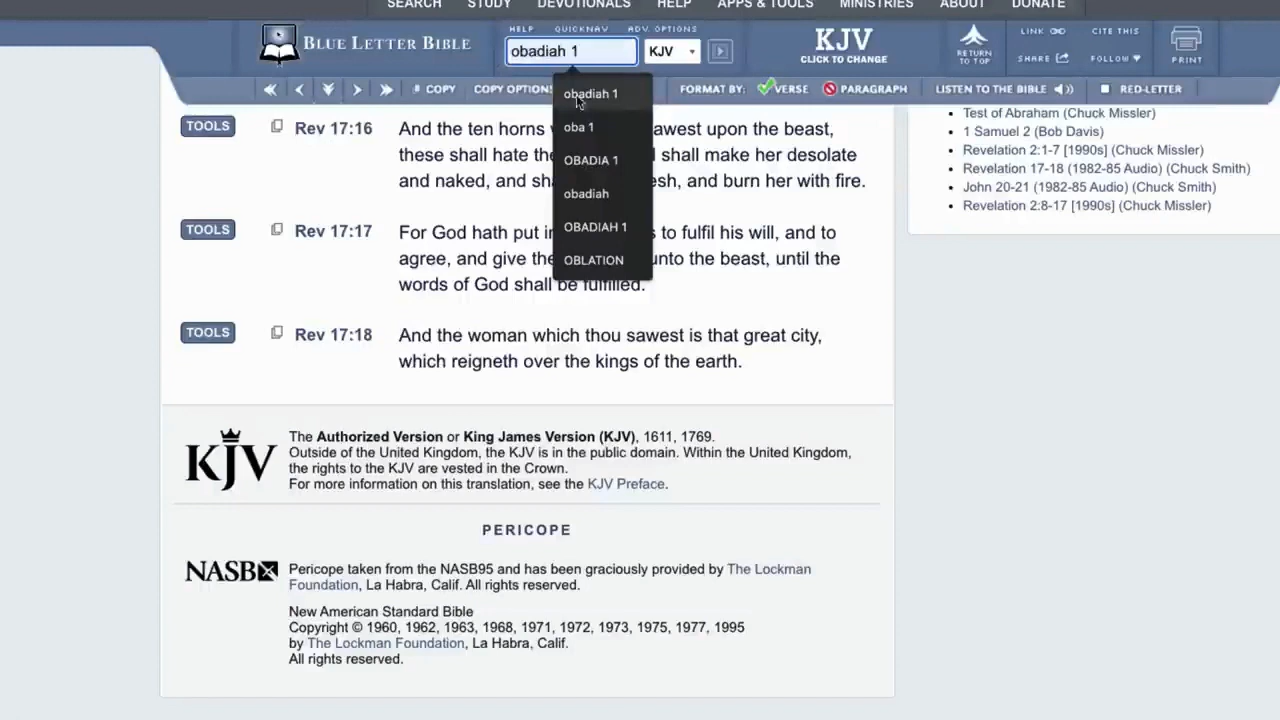 SEARCH STUDY DEVOTIONALS HELP APPS & TOOLS MINISTRIES ABOUT DONATE
BLUE LETTER BIBLE
HELP QUICKNAV ADV. OPTIONS
obadiah 1 KJV
KJV
CLICK TO CHANGE
RETURN
TO TOP
LINK CITE THIS
SHARE FOLLOW
PRINT
COPY COPY OPTIONS FORMAT BY: VERSE PARAGRAPH LISTEN TO THE BIBLE RED-LETTER
obadiah 1
oba 1
OBADIA 1
obadiah
OBADIAH 1
OBLATION
TOOLS Rev 17:16 And the ten horns sawest upon the beast,
these shall hate the shall make her desolate
and naked, and and burn her with fire.
TOOLS Rev 17:17 For God hath put to fulfil his will, and to
agree, and give unto the beast, until the
words of God shall be fulfilled.
TOOLS Rev 17:18 And the woman which thou sawest is that great city,
which reigneth over the kings of the earth.
Test of Abraham (Chuck Missler)
1 Samuel 2 (Bob Davis)
Revelation 2:1-7 [1990s] (Chuck Missler)
Revelation 17-18 (1982-85 Audio) (Chuck Smith)
John 20-21 (1982-85 Audio) (Chuck Smith)
Revelation 2:8-17 [1990s] (Chuck Missler)
KJV
The Authorized Version or King James Version (KJV), 1611, 1769.
Outside of the United Kingdom, the KJV is in the public domain. Within the United Kingdom,
the rights to the KJV are vested in the Crown.
For more information on this translation, see the KJV Preface.
PERICOPE
NASB
Pericope taken from the NASB95 and has been graciously provided by The Lockman
Foundation, La Habra, Calif. All rights reserved.
New American Standard Bible
Copyright © 1960, 1962, 1963, 1968, 1971, 1972, 1973, 1975, 1977, 1995
by The Lockman Foundation, La Habra, Calif.
All rights reserved.